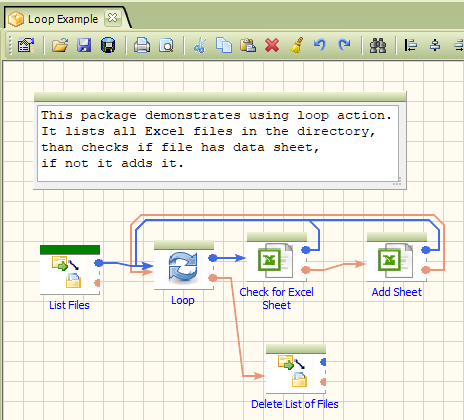 Loop Example
This package demonstrates using loop action.
It lists all Excel files in the directory,
than checks if file has data sheet,
if not it adds it.
List Files
Loop
Check for Excel
Sheet
Add Sheet
Delete List of Files